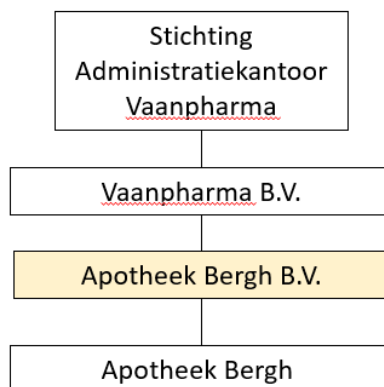 Stichting
Administratiekantoor
Vaanpharma
Vaanpharma B.V.
Apotheek Bergh B.V.
Apotheek Bergh